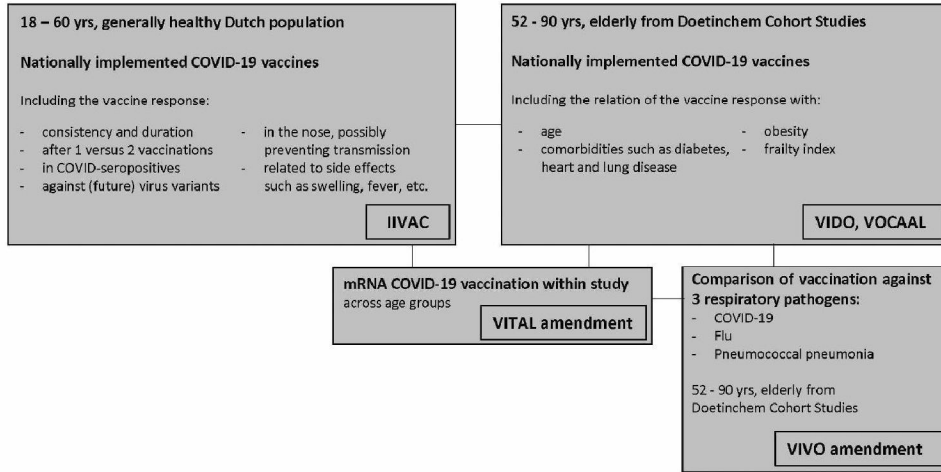 18 – 60 yrs, generally healthy Dutch population
Nationally implemented COVID-19 vaccines
Including the vaccine response:
- consistency and duration
- after 1 versus 2 vaccinations
- in COVID-seropositives
- against (future) virus variants
- in the nose, possibly
preventing transmission
- related to side effects
such as swelling, fever, etc.
IIVAC
52 - 90 yrs, elderly from Doetinchem Cohort Studies
Nationally implemented COVID-19 vaccines
Including the relation of the vaccine response with:
- age
- comorbidities such as diabetes,
heart and lung disease
- obesity
- frailty index
VIDO, VOCAAL
mRNA COVID-19 vaccination within study
across age groups
VITAL amendment
Comparison of vaccination against
3 respiratory pathogens:
- COVID-19
- Flu
- Pneumococcal pneumonia
52 - 90 yrs, elderly from
Doetinchem Cohort Studies
VIVO amendment